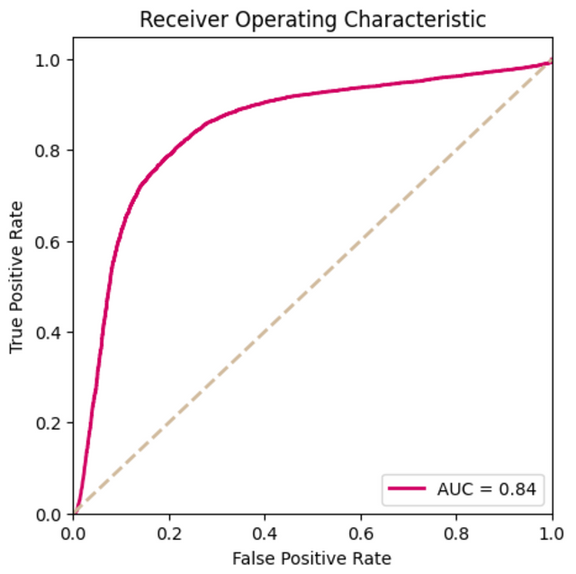 Receiver Operating Characteristic
True Positive Rate
1.0
0.8
0.6
0.4
0.2
0.0
AUC = 0.84
0.0 0.2 0.4 0.6 0.8 1.0
False Positive Rate